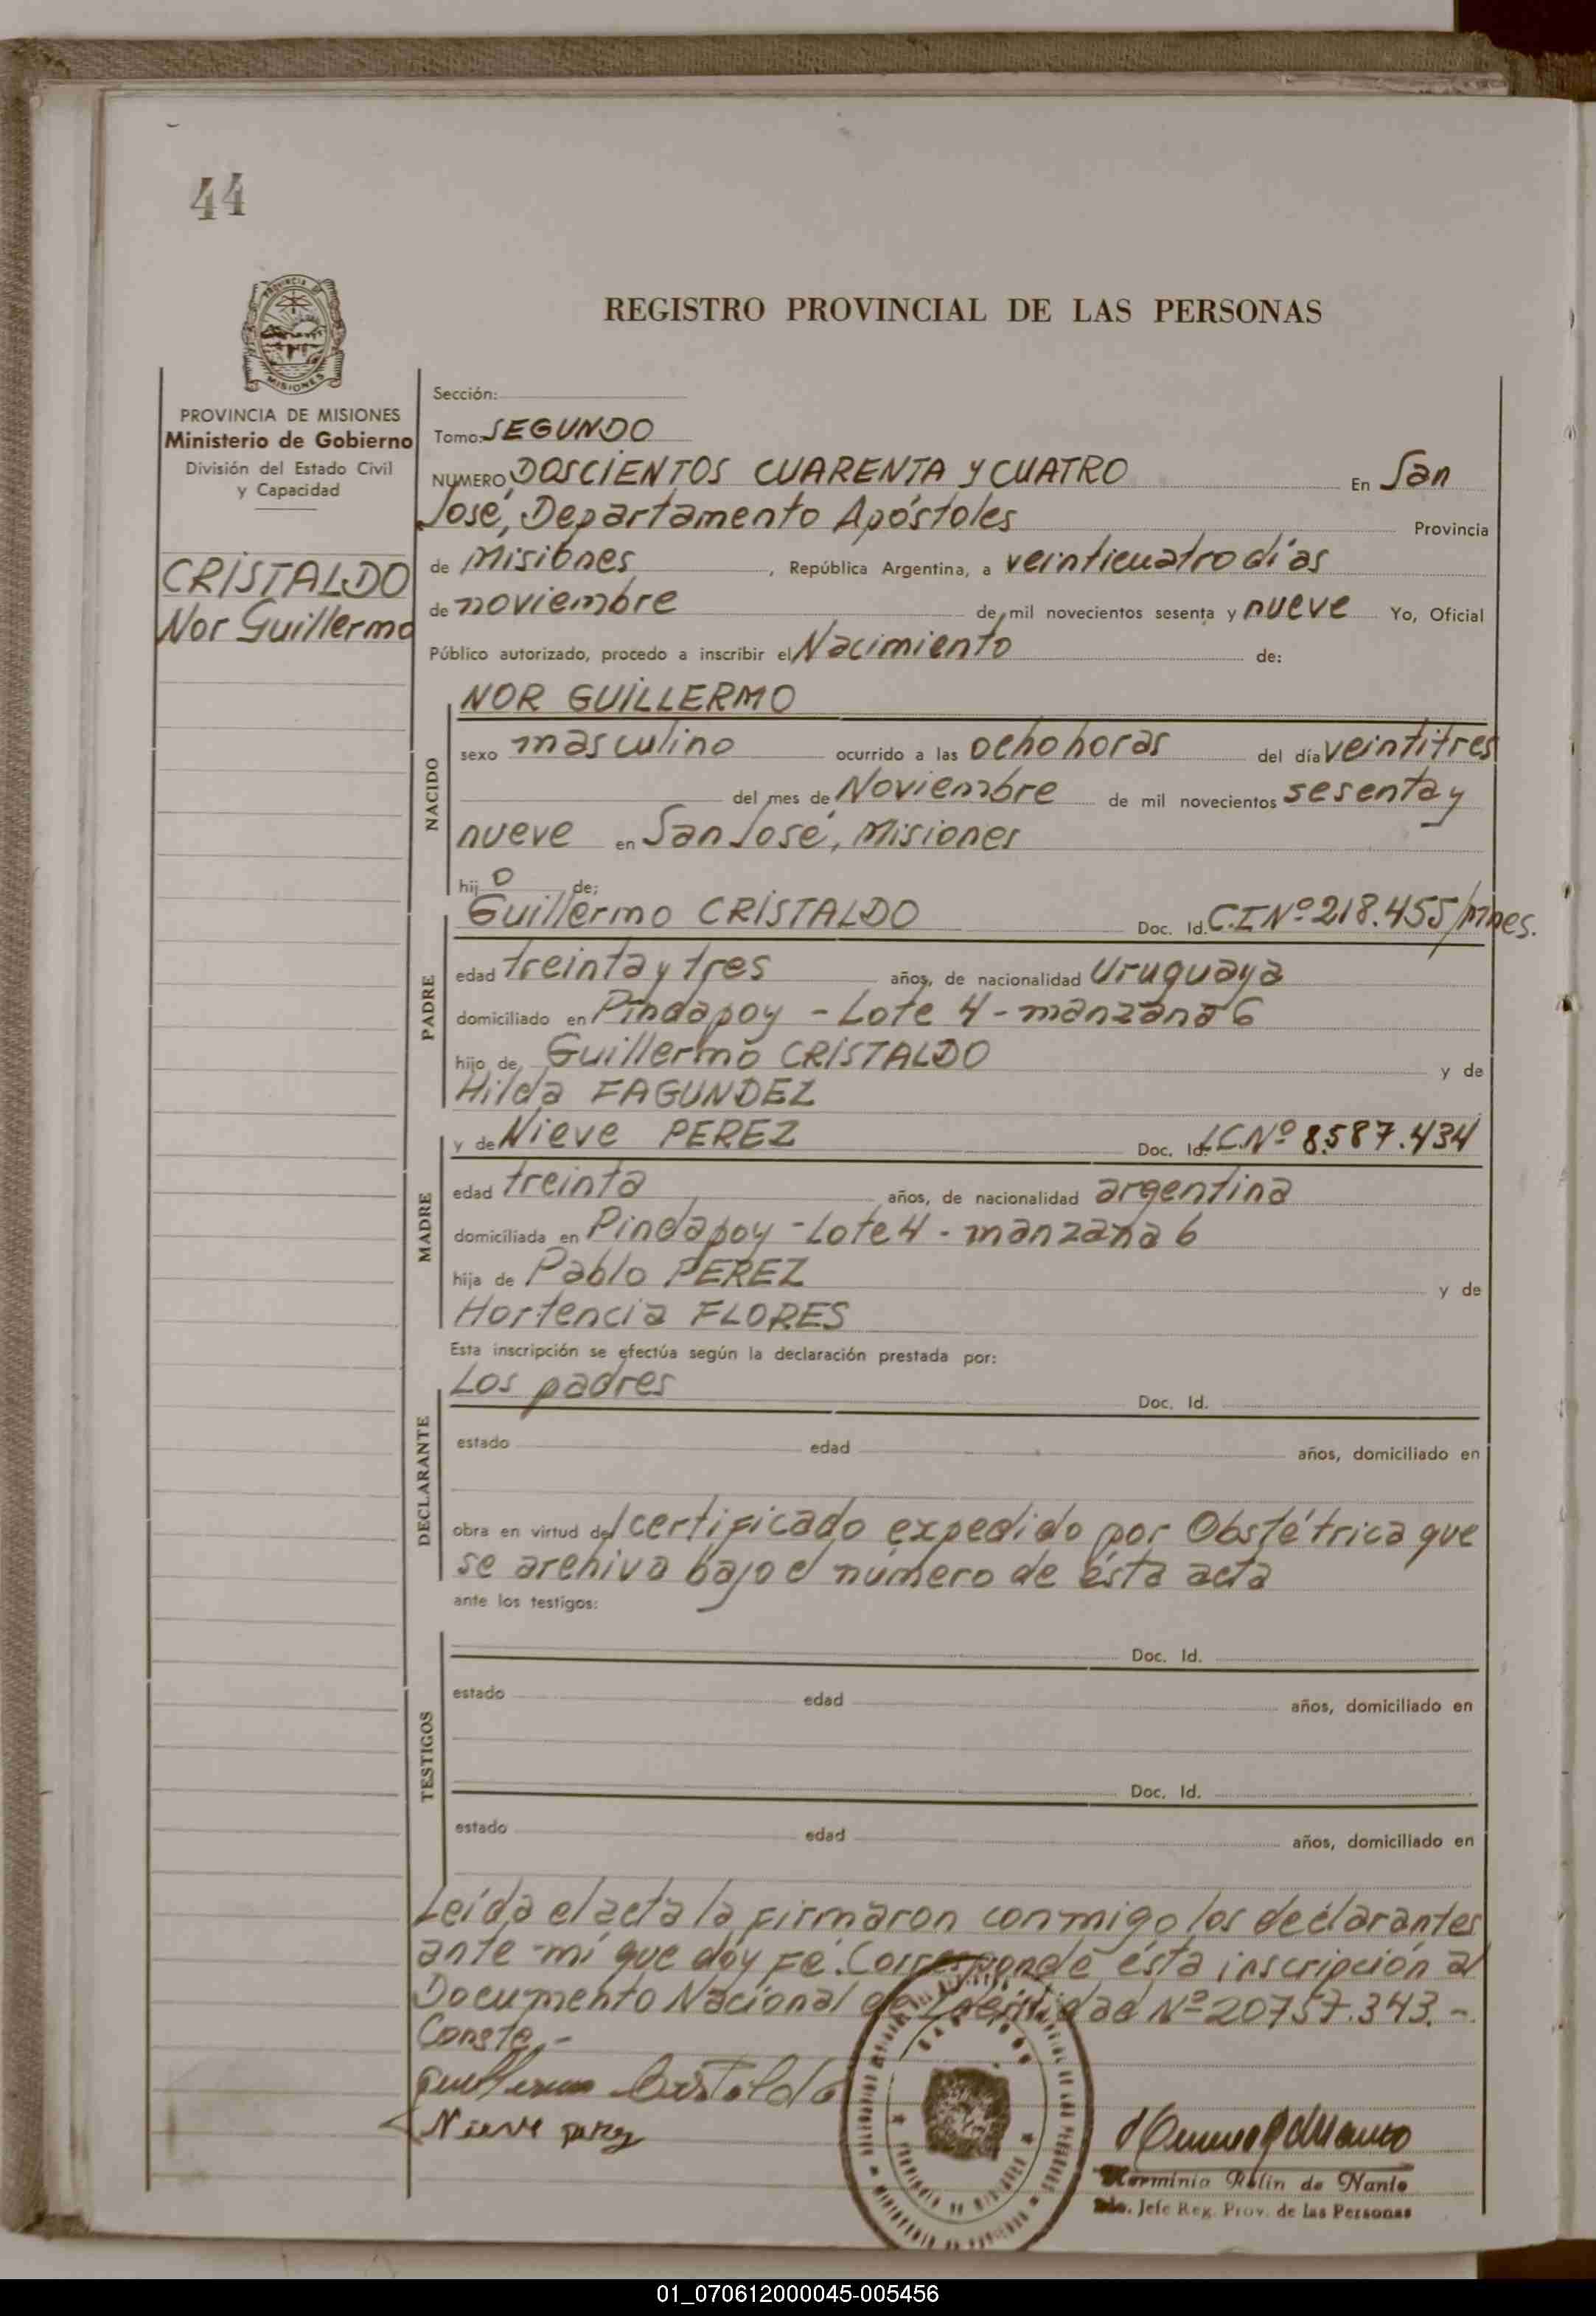 44
REGISTRO PROVINCIAL DE LAS PERSONAS
PROVINCIA DE MISIONES
Ministerio de Gobierno
División del Estado Civil
y Capacidad
CRISTALDO
Nor Guillermo
Sección:
Tomo: SEGUNDO
NUMERO DOSCIENTOS CUARENTA Y CUATRO En San
José, Departamento Apóstoles Provincia
de Misiones, República Argentina, a veinticuatro días
de noviembre de mil novecientos sesenta y nueve Yo, Oficial
Público autorizado, procedo a inscribir el Nacimiento de:
NACIDO
NOR GUILLERMO
sexo masculino ocurrido a las ocho horas del día veintitres
del mes de Noviembre de mil novecientos sesenta y
nueve en San José, Misiones
hij o de:
PADRE
Guillermo CRISTALDO Doc. Id. C.I Nº 218.455/Mnes.
edad treinta y tres años, de nacionalidad Uruguaya
domiciliado en Pindapoy - Lote 4 - manzana 6
hijo de Guillermo CRISTALDO y de
Hilda FAGUNDEZ
MADRE
y de Nieve PEREZ Doc. Id. LC.Nº 8.587.434
edad treinta años, de nacionalidad argentina
domiciliada en Pindapoy - Lote 4 - manzana 6
hija de Pablo PEREZ y de
Hortencia FLORES
Esta inscripción se efectúa según la declaración prestada por:
DECLARANTE
Los padres Doc. Id.
estado edad años, domiciliado en
obra en virtud del certificado expedido por Obstétrica que
se archiva bajo el número de ésta acta
ante los testigos:
TESTIGOS
Doc. Id.
estado edad años, domiciliado en
Doc. Id.
estado edad años, domiciliado en
Leída el acta la firmaron conmigo los declarantes
ante mí que doy Fé. Corresponde ésta inscripción al
Documento Nacional de Identidad Nº 20757.343.-
Conste.-
Guillermo Cristaldo
Nieve perez
Herminia Rolin de Nanlo
Jefe Reg. Prov. de las Personas
01_070612000045-005456